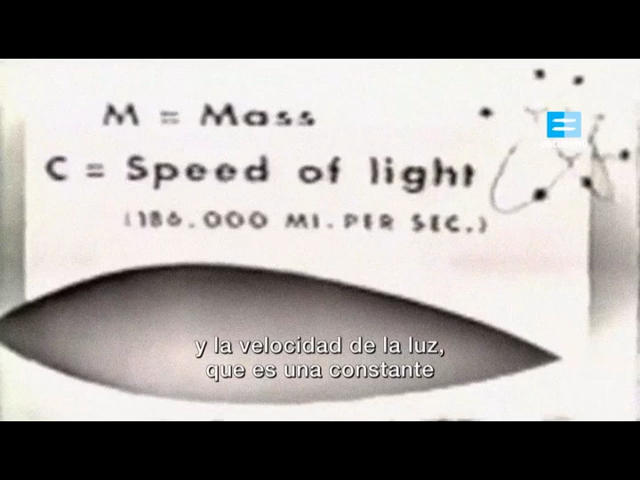 M = Mass
C = Speed of light
(186.000 MI. PER SEC.)
y la velocidad de la luz,
que es una constante